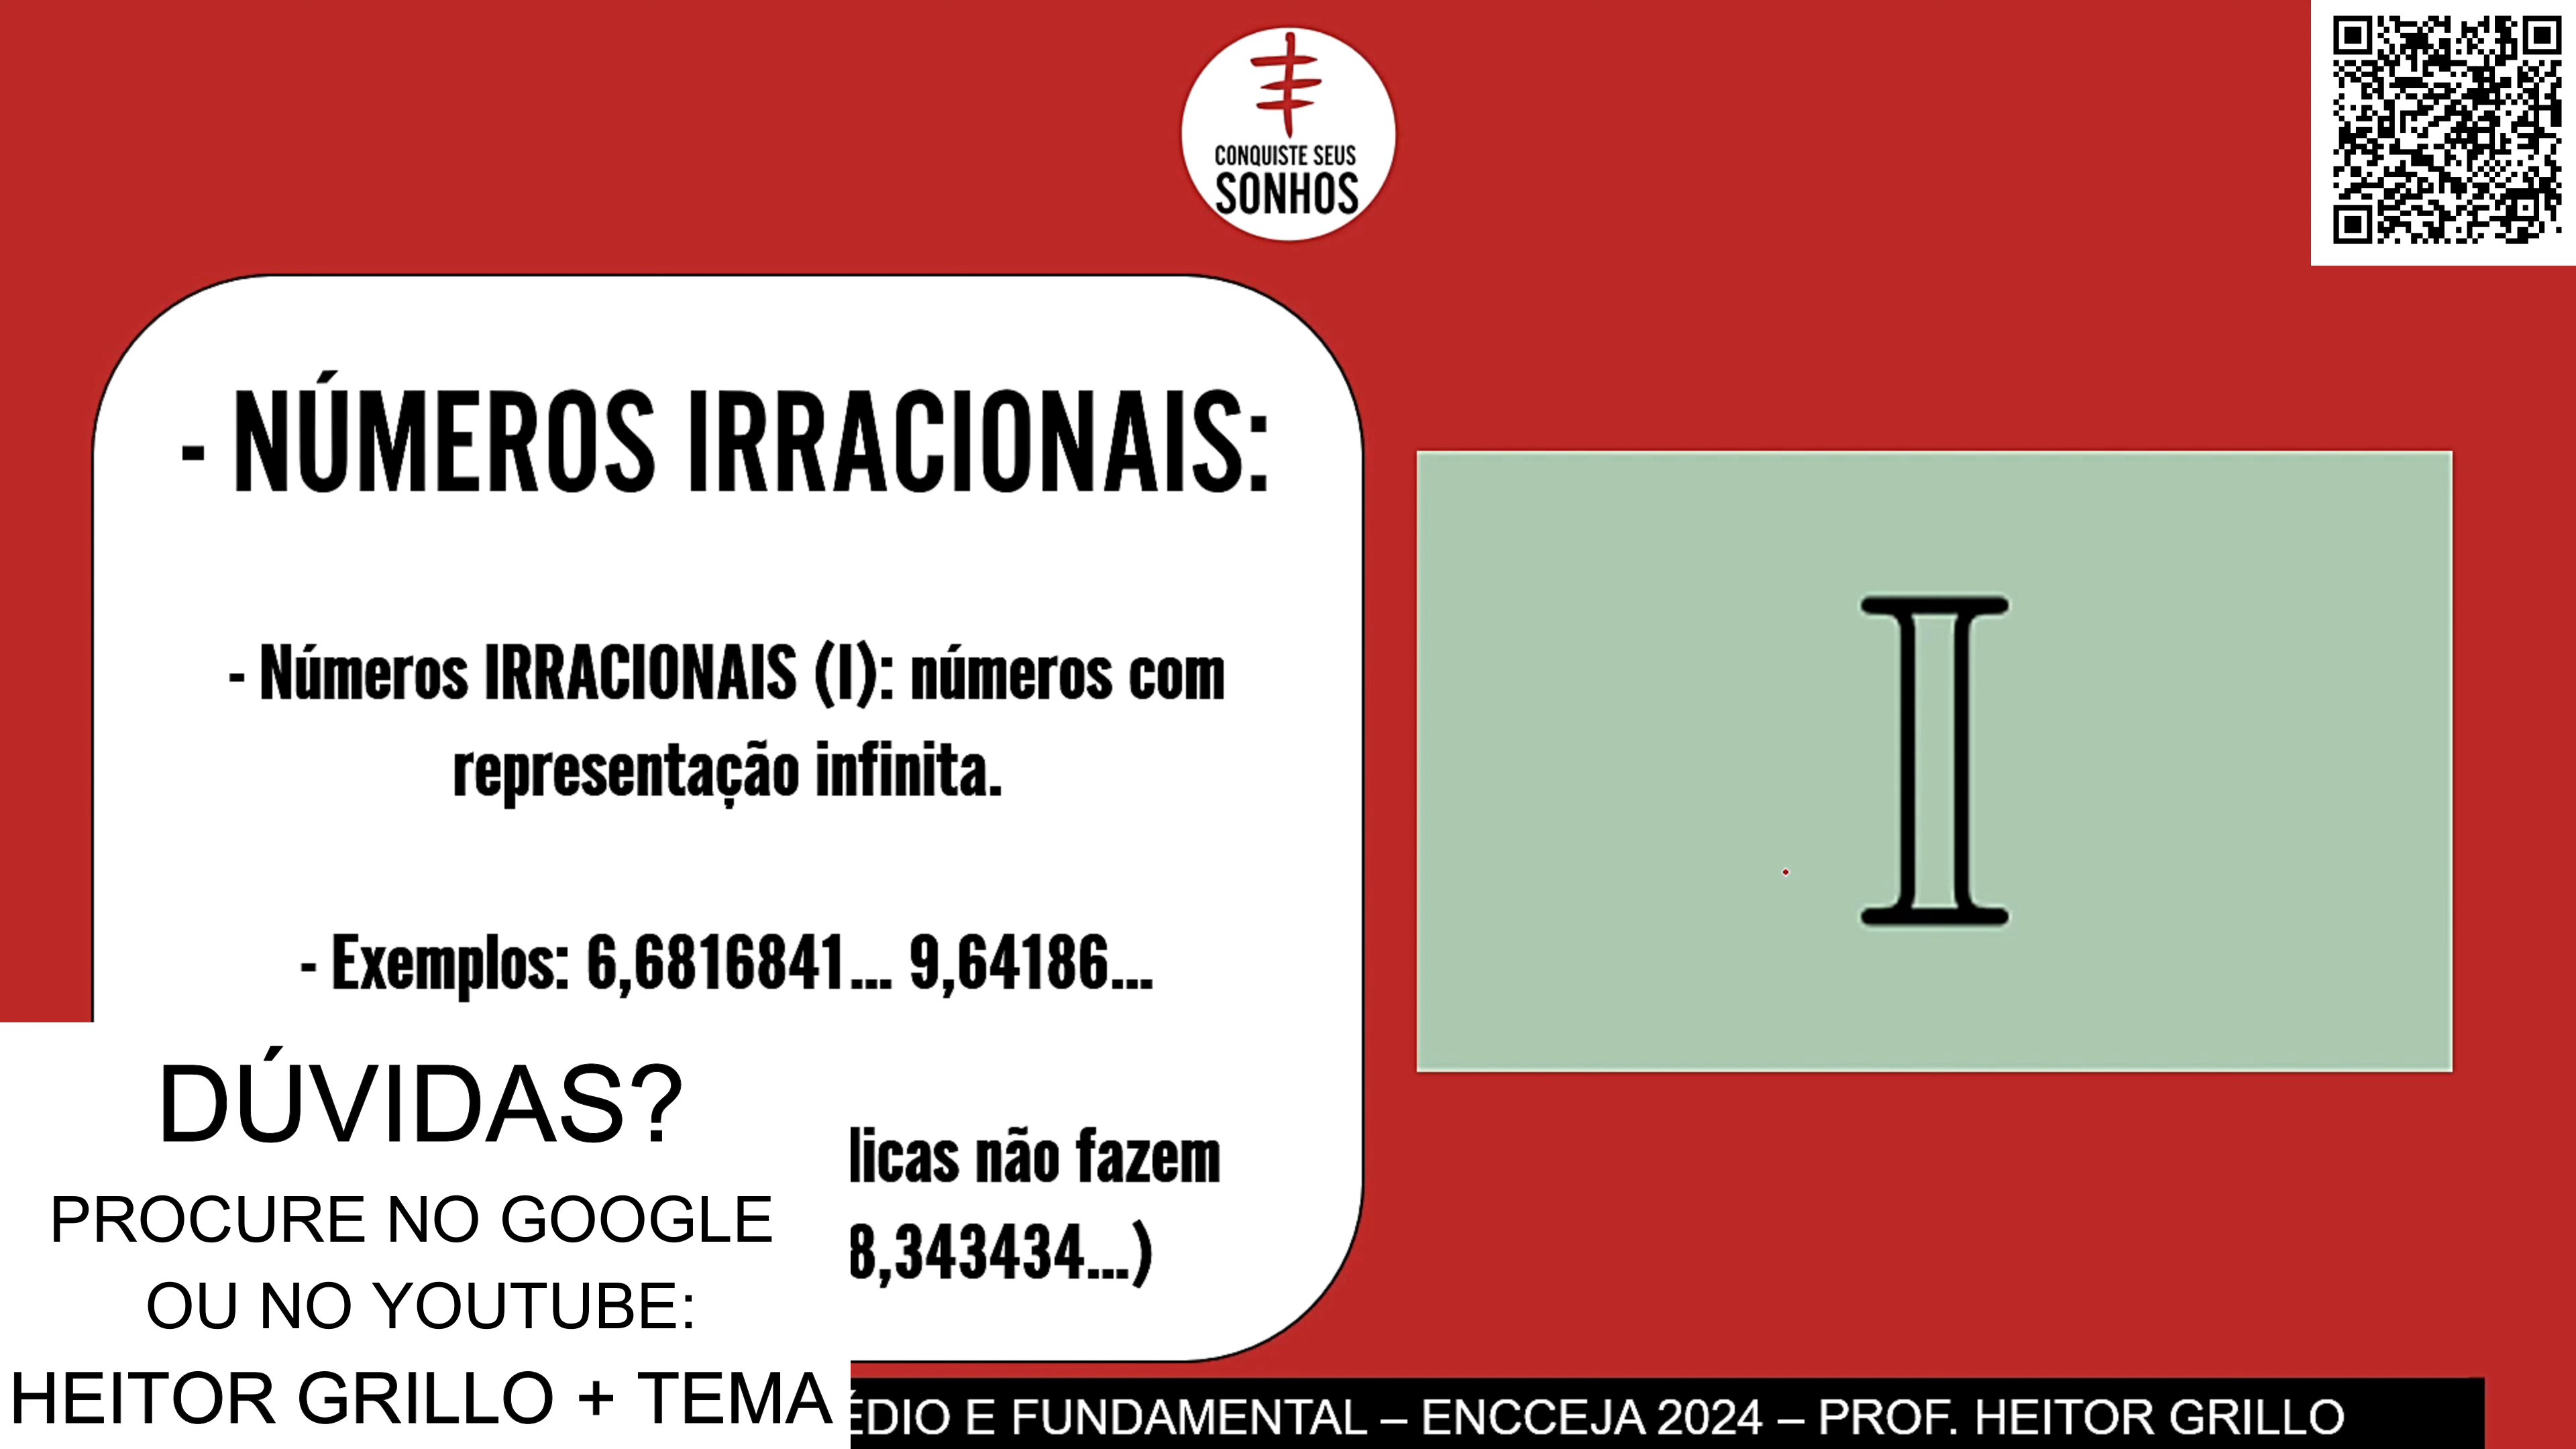 CONQUISTE SEUS
SONHOS
- NÚMEROS IRRACIONAIS:
- Números IRRACIONAIS (I): números com
representação infinita.
- Exemplos: 6,6816841... 9,64186...
licas não fazem
8,343434...)
𝕀
DÚVIDAS?
PROCURE NO GOOGLE
OU NO YOUTUBE:
HEITOR GRILLO + TEMA
ÉDIO E FUNDAMENTAL – ENCCEJA 2024 – PROF. HEITOR GRILLO